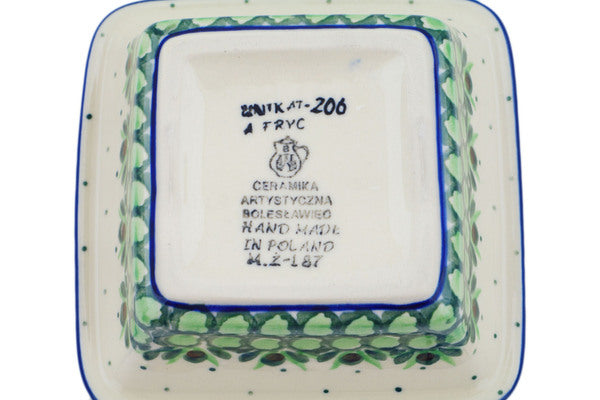 UNIKAT-206
A TRYC
CERAMIKA
ARTYSTYCZNA
BOLESŁAWIEC
HAND MADE
IN POLAND
M.Ż-187